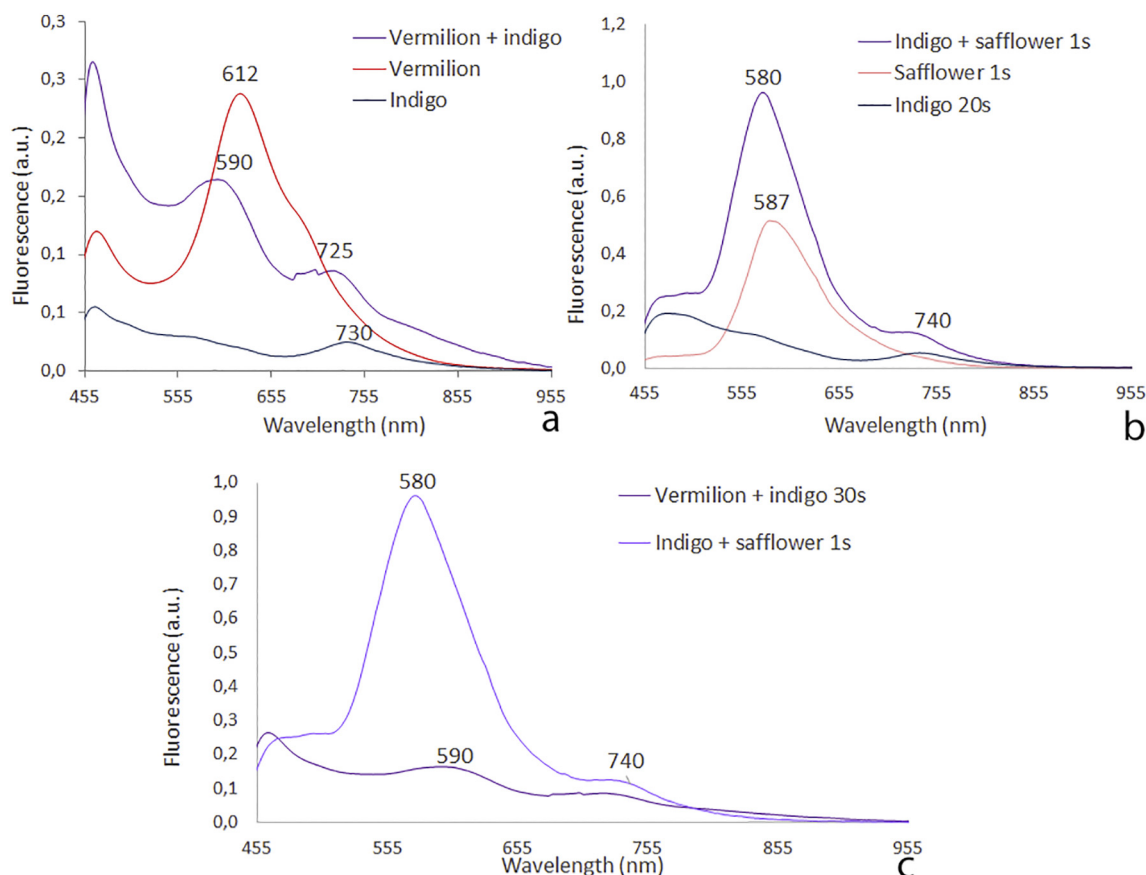 0,3
0,3
0,2
0,2
0,1
0,1
0,0
Fluorescence (a.u.)
Vermilion + indigo
Vermilion
Indigo
612
590
725
730
455 555 655 755 855 955
Wavelength (nm)
a
1,2
1,0
0,8
0,6
0,4
0,2
0,0
Fluorescence (a.u.)
Indigo + safflower 1s
Safflower 1s
Indigo 20s
580
587
740
455 555 655 755 855 955
Wavelength (nm)
b
1,0
0,9
0,8
0,7
0,6
0,5
0,4
0,3
0,2
0,1
0,0
Fluorescence (a.u.)
Vermilion + indigo 30s
Indigo + safflower 1s
580
590
740
455 555 655 755 855 955
Wavelength (nm)
c